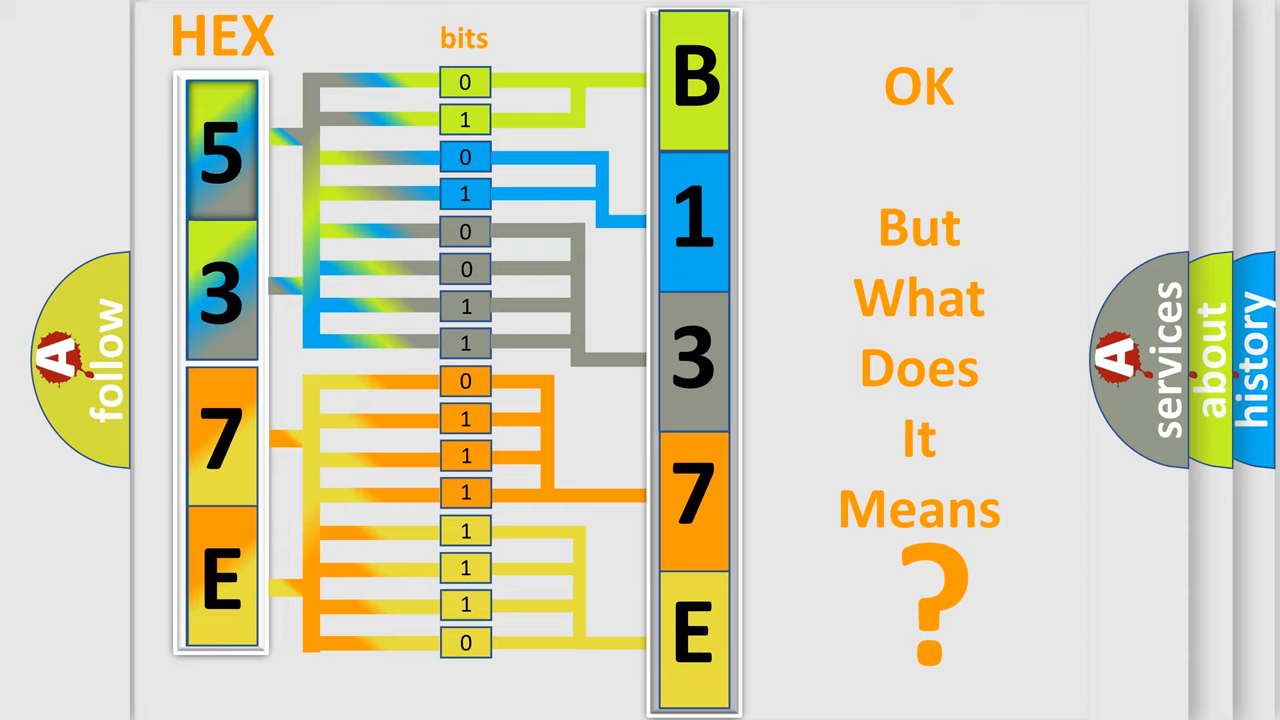 HEX
bits
5
3
7
E
0
1
0
1
0
0
1
1
0
1
1
1
1
1
1
0
B
1
3
7
E
OK
But
What
Does
It
Means
?
A
follow
A
services
about
history